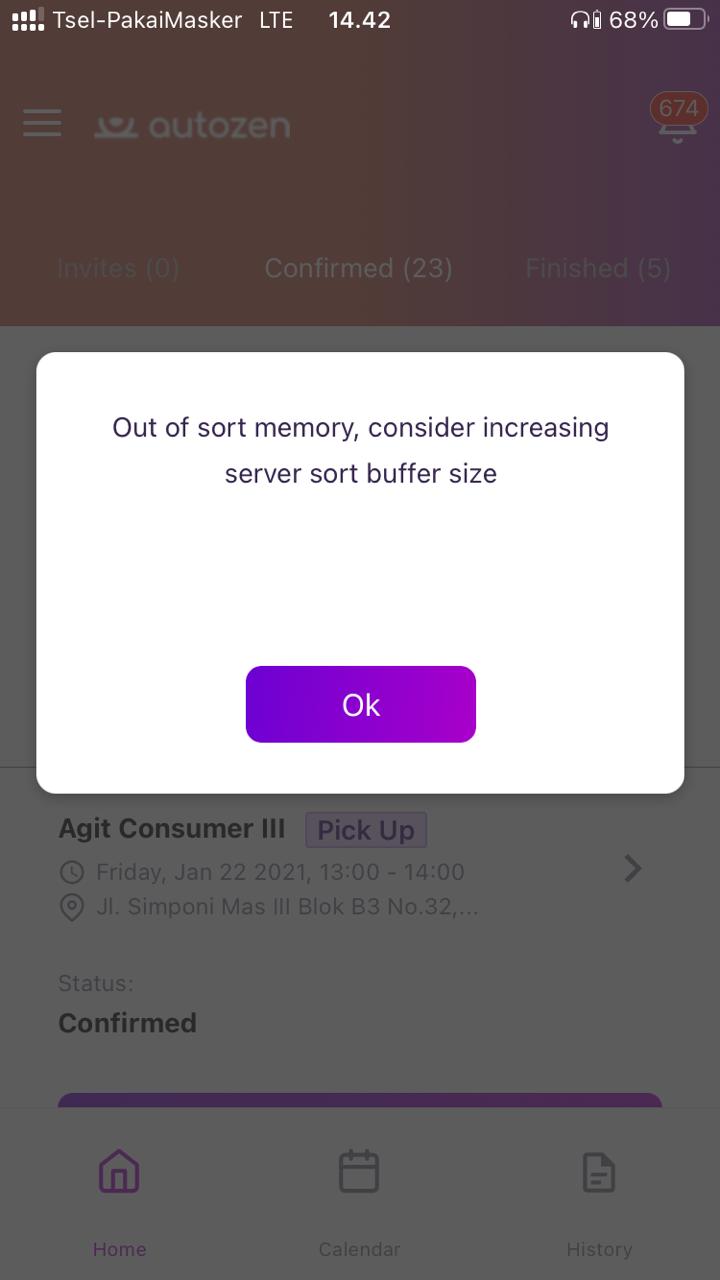 Tsel-PakaiMasker LTE 14.42 68%
autozen 674
Invites (0) Confirmed (23) Finished (5)
Out of sort memory, consider increasing
server sort buffer size
Ok
Agit Consumer III Pick Up
Friday, Jan 22 2021, 13:00 - 14:00
Jl. Simponi Mas III Blok B3 No.32,...
Status:
Confirmed
Home Calendar History